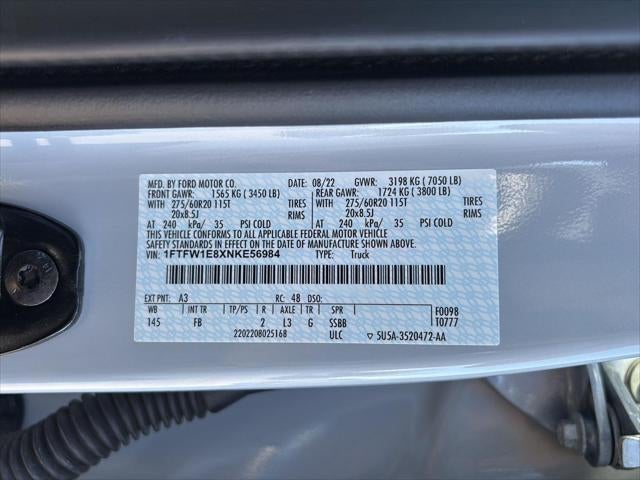 MFD. BY FORD MOTOR CO. DATE: 08/22 GVWR: 3198 KG ( 7050 LB)
FRONT GAWR: 1565 KG ( 3450 LB) REAR GAWR: 1724 KG ( 3800 LB)
WITH 275/60R20 115T TIRES WITH 275/60R20 115T TIRES
20x8.5J RIMS 20x8.5J RIMS
AT 240 kPa/ 35 PSI COLD AT 240 kPa/ 35 PSI COLD
THIS VEHICLE CONFORMS TO ALL APPLICABLE FEDERAL MOTOR VEHICLE
SAFETY STANDARDS IN EFFECT ON THE DATE OF MANUFACTURE SHOWN ABOVE.
VIN: 1FTFW1E8XNKE56984 TYPE: Truck
EXT PNT: A3 RC: 48 DSO:
WB INT TR TP/PS R AXLE TR SPR F0098
145 FB 2 L3 G SSBB T0777
2202208025168 ULC 5U5A-3520472-AA